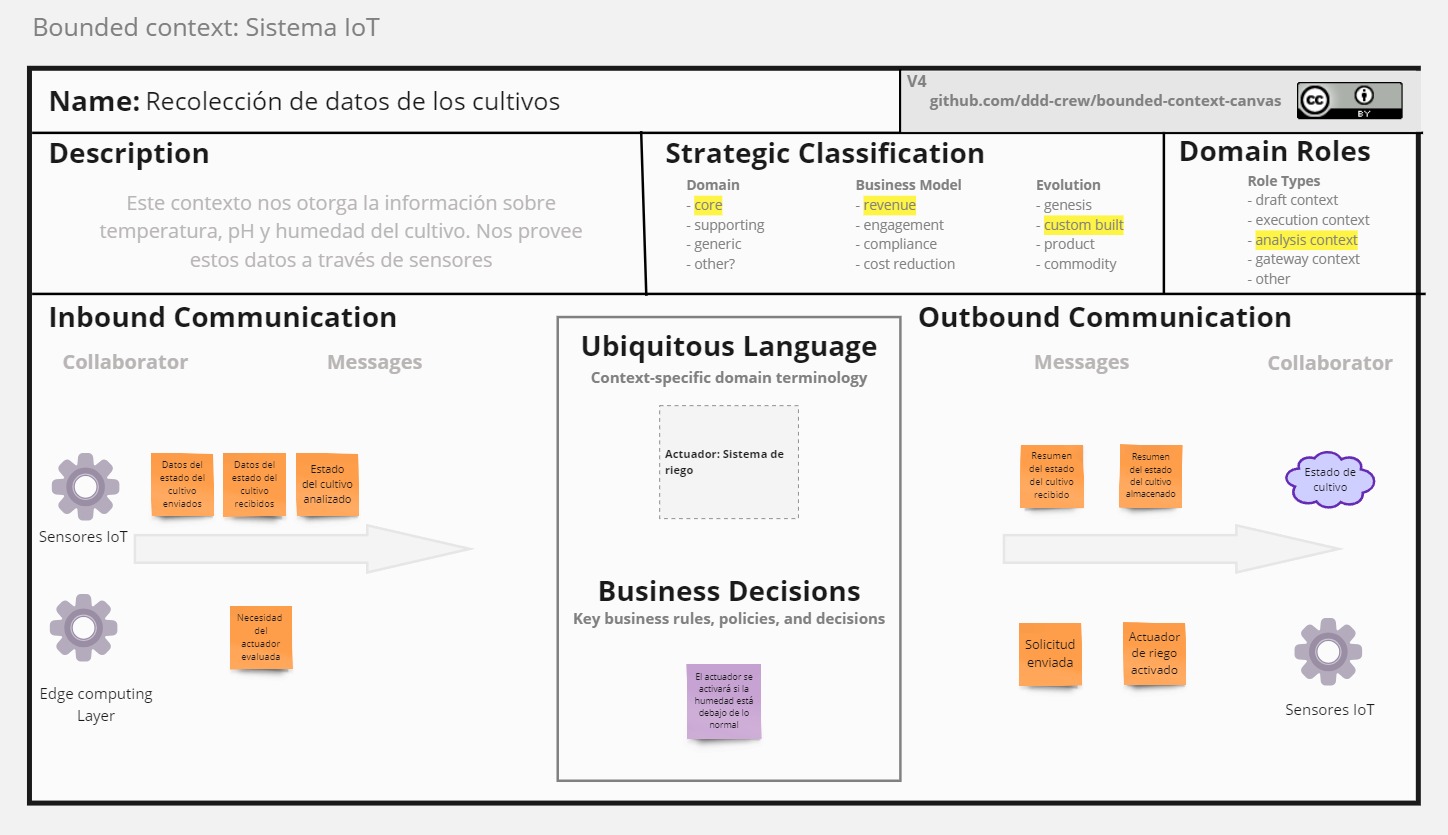 Bounded context: Sistema IoT
Name: Recolección de datos de los cultivos
V4
github.com/ddd-crew/bounded-context-canvas
cc
BY
Description
Este contexto nos otorga la información sobre
temperatura, pH y humedad del cultivo. Nos provee
estos datos a través de sensores
Strategic Classification
Domain
- core
- supporting
- generic
- other?
Business Model
- revenue
- engagement
- compliance
- cost reduction
Evolution
- genesis
- custom built
- product
- commodity
Domain Roles
Role Types
- draft context
- execution context
- analysis context
- gateway context
- other
Inbound Communication
Collaborator
Messages
Sensores IoT
Datos del
estado del
cultivo
enviados
Datos del
estado del
cultivo
recibidos
Estado
del cultivo
analizado
Edge computing
Layer
Necesidad
del
actuador
evaluada
Ubiquitous Language
Context-specific domain terminology
Actuador: Sistema de
riego
Business Decisions
Key business rules, policies, and decisions
El actuador se
activará si la
humedad está
debajo de lo
normal
Outbound Communication
Messages
Collaborator
Resumen
del estado
del cultivo
recibido
Resumen
del estado
del cultivo
almacenado
Estado de
cultivo
Solicitud
enviada
Actuador
de riego
activado
Sensores IoT